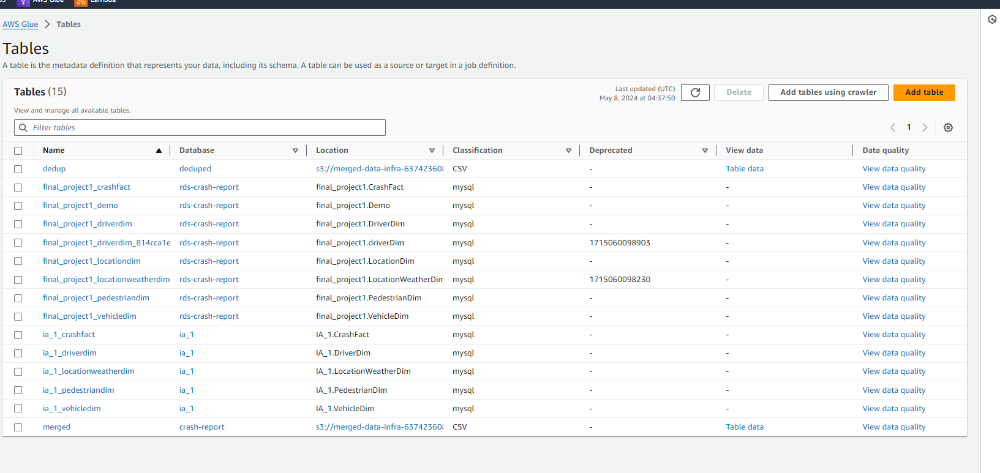 AWS Glue Lambda
AWS Glue > Tables
Tables
A table is the metadata definition that represents your data, including its schema. A table can be used as a source or target in a job definition.
Tables (15)
Last updated (UTC)
May 8, 2024 at 04:37:50
Delete
Add tables using crawler
Add table
View and manage all available tables.
Filter tables
1
Name Database Location Classification Deprecated View data Data quality
dedup deduped s3://merged-data-infra-63742360 CSV - Table data View data quality
final_project1_crashfact rds-crash-report final_project1.CrashFact mysql - - View data quality
final_project1_demo rds-crash-report final_project1.Demo mysql - - View data quality
final_project1_driverdim rds-crash-report final_project1.DriverDim mysql - - View data quality
final_project1_driverdim_814cca1e rds-crash-report final_project1.driverDim mysql 1715060098903 - View data quality
final_project1_locationdim rds-crash-report final_project1.LocationDim mysql - - View data quality
final_project1_locationweatherdim rds-crash-report final_project1.LocationWeatherDim mysql 1715060098230 - View data quality
final_project1_pedestriandim rds-crash-report final_project1.PedestrianDim mysql - - View data quality
final_project1_vehicledim rds-crash-report final_project1.VehicleDim mysql - - View data quality
ia_1_crashfact ia_1 IA_1.CrashFact mysql - - View data quality
ia_1_driverdim ia_1 IA_1.DriverDim mysql - - View data quality
ia_1_locationweatherdim ia_1 IA_1.LocationWeatherDim mysql - - View data quality
ia_1_pedestriandim ia_1 IA_1.PedestrianDim mysql - - View data quality
ia_1_vehicledim ia_1 IA_1.VehicleDim mysql - - View data quality
merged crash-report s3://merged-data-infra-63742360 CSV - Table data View data quality